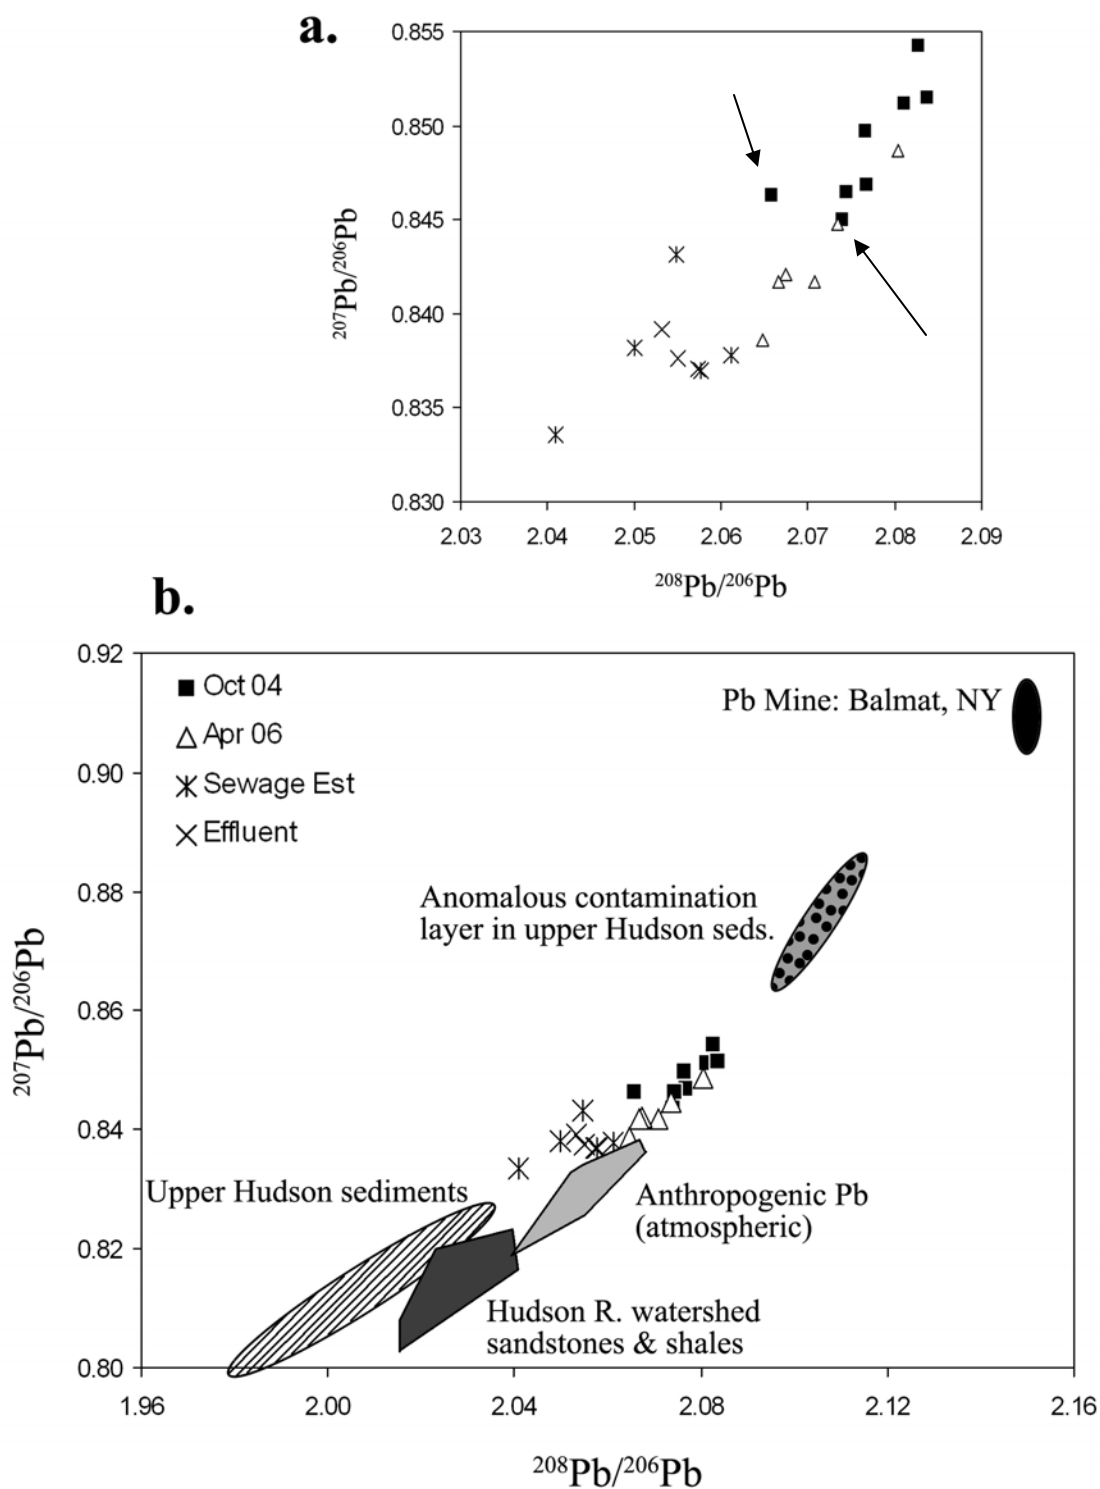 a.
0.855
0.850
0.845
0.840
0.835
0.830
²⁰⁷Pb/²⁰⁶Pb
2.03 2.04 2.05 2.06 2.07 2.08 2.09
²⁰⁸Pb/²⁰⁶Pb
b.
0.92
0.90
0.88
0.86
0.84
0.82
0.80
²⁰⁷Pb/²⁰⁶Pb
Oct 04
Apr 06
Sewage Est
Effluent
Pb Mine: Balmat, NY
Anomalous contamination
layer in upper Hudson seds.
Upper Hudson sediments
Anthropogenic Pb
(atmospheric)
Hudson R. watershed
sandstones & shales
1.96 2.00 2.04 2.08 2.12 2.16
²⁰⁸Pb/²⁰⁶Pb